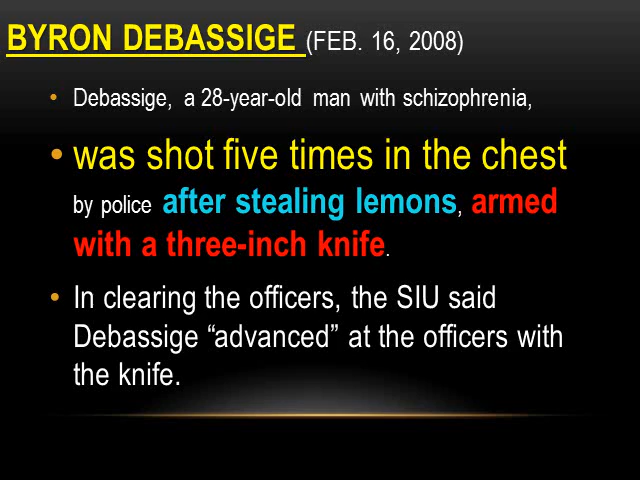 BYRON DEBASSIGE (FEB. 16, 2008)
• Debassige, a 28-year-old man with schizophrenia,
• was shot five times in the chest
by police after stealing lemons, armed
with a three-inch knife.
• In clearing the officers, the SIU said
Debassige “advanced” at the officers with
the knife.